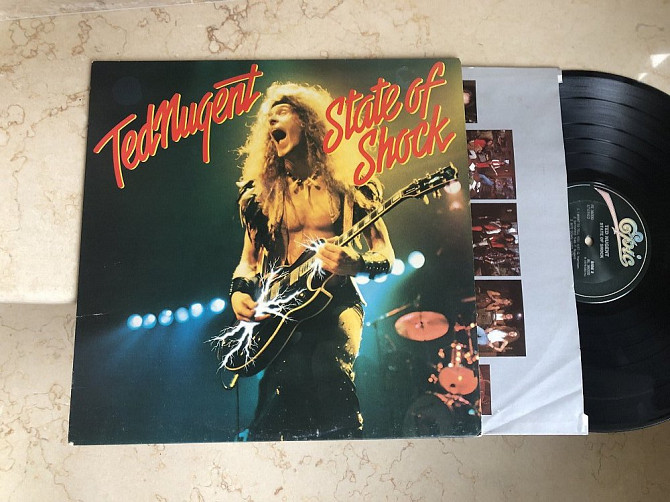 Ted Nugent
State of
Shock
Epic
TED NUGENT
STATE OF SHOCK